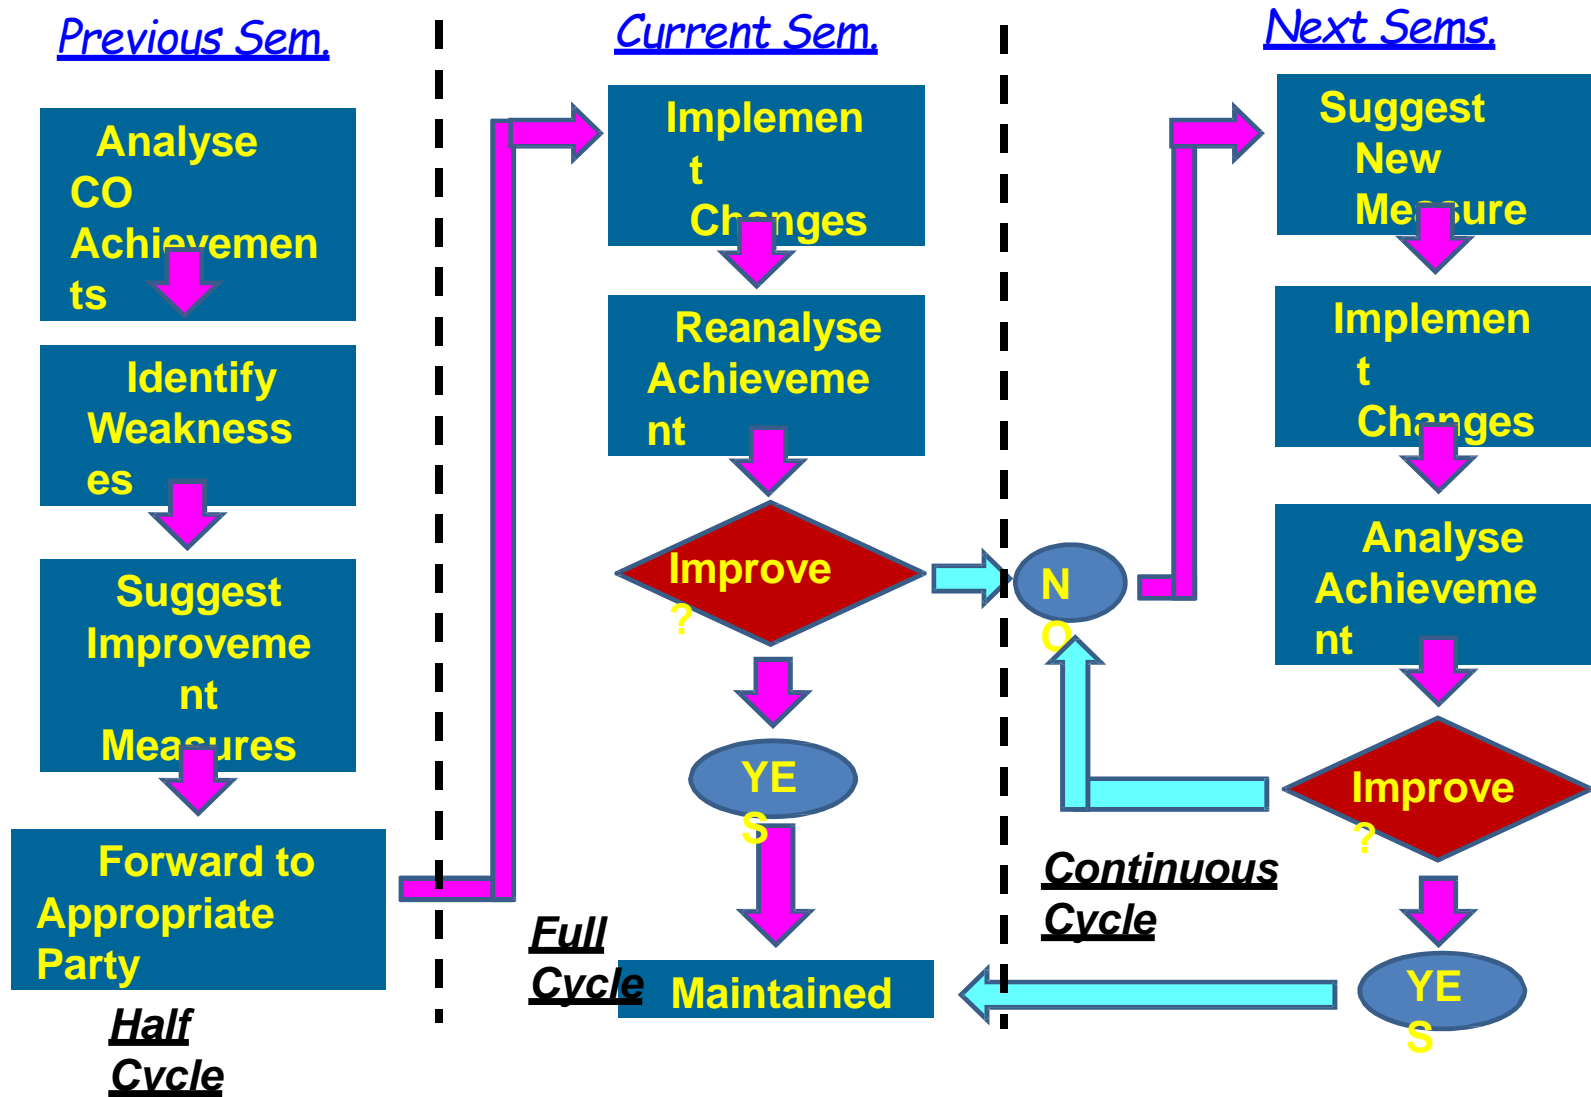 Previous Sem.
Analyse
CO
Achievemen
ts
Identify
Weakness
es
Suggest
Improveme
nt
Measures
Forward to
Appropriate
Party
Half
Cycle
Current Sem.
Implemen
t
Changes
Reanalyse
Achieveme
nt
Improve
?
YE
S
Full
Cycle
Maintained
Next Sems.
Suggest
New
Measure
Implemen
t
Changes
Analyse
Achieveme
nt
N
O
Improve
?
Continuous
Cycle
YE
S